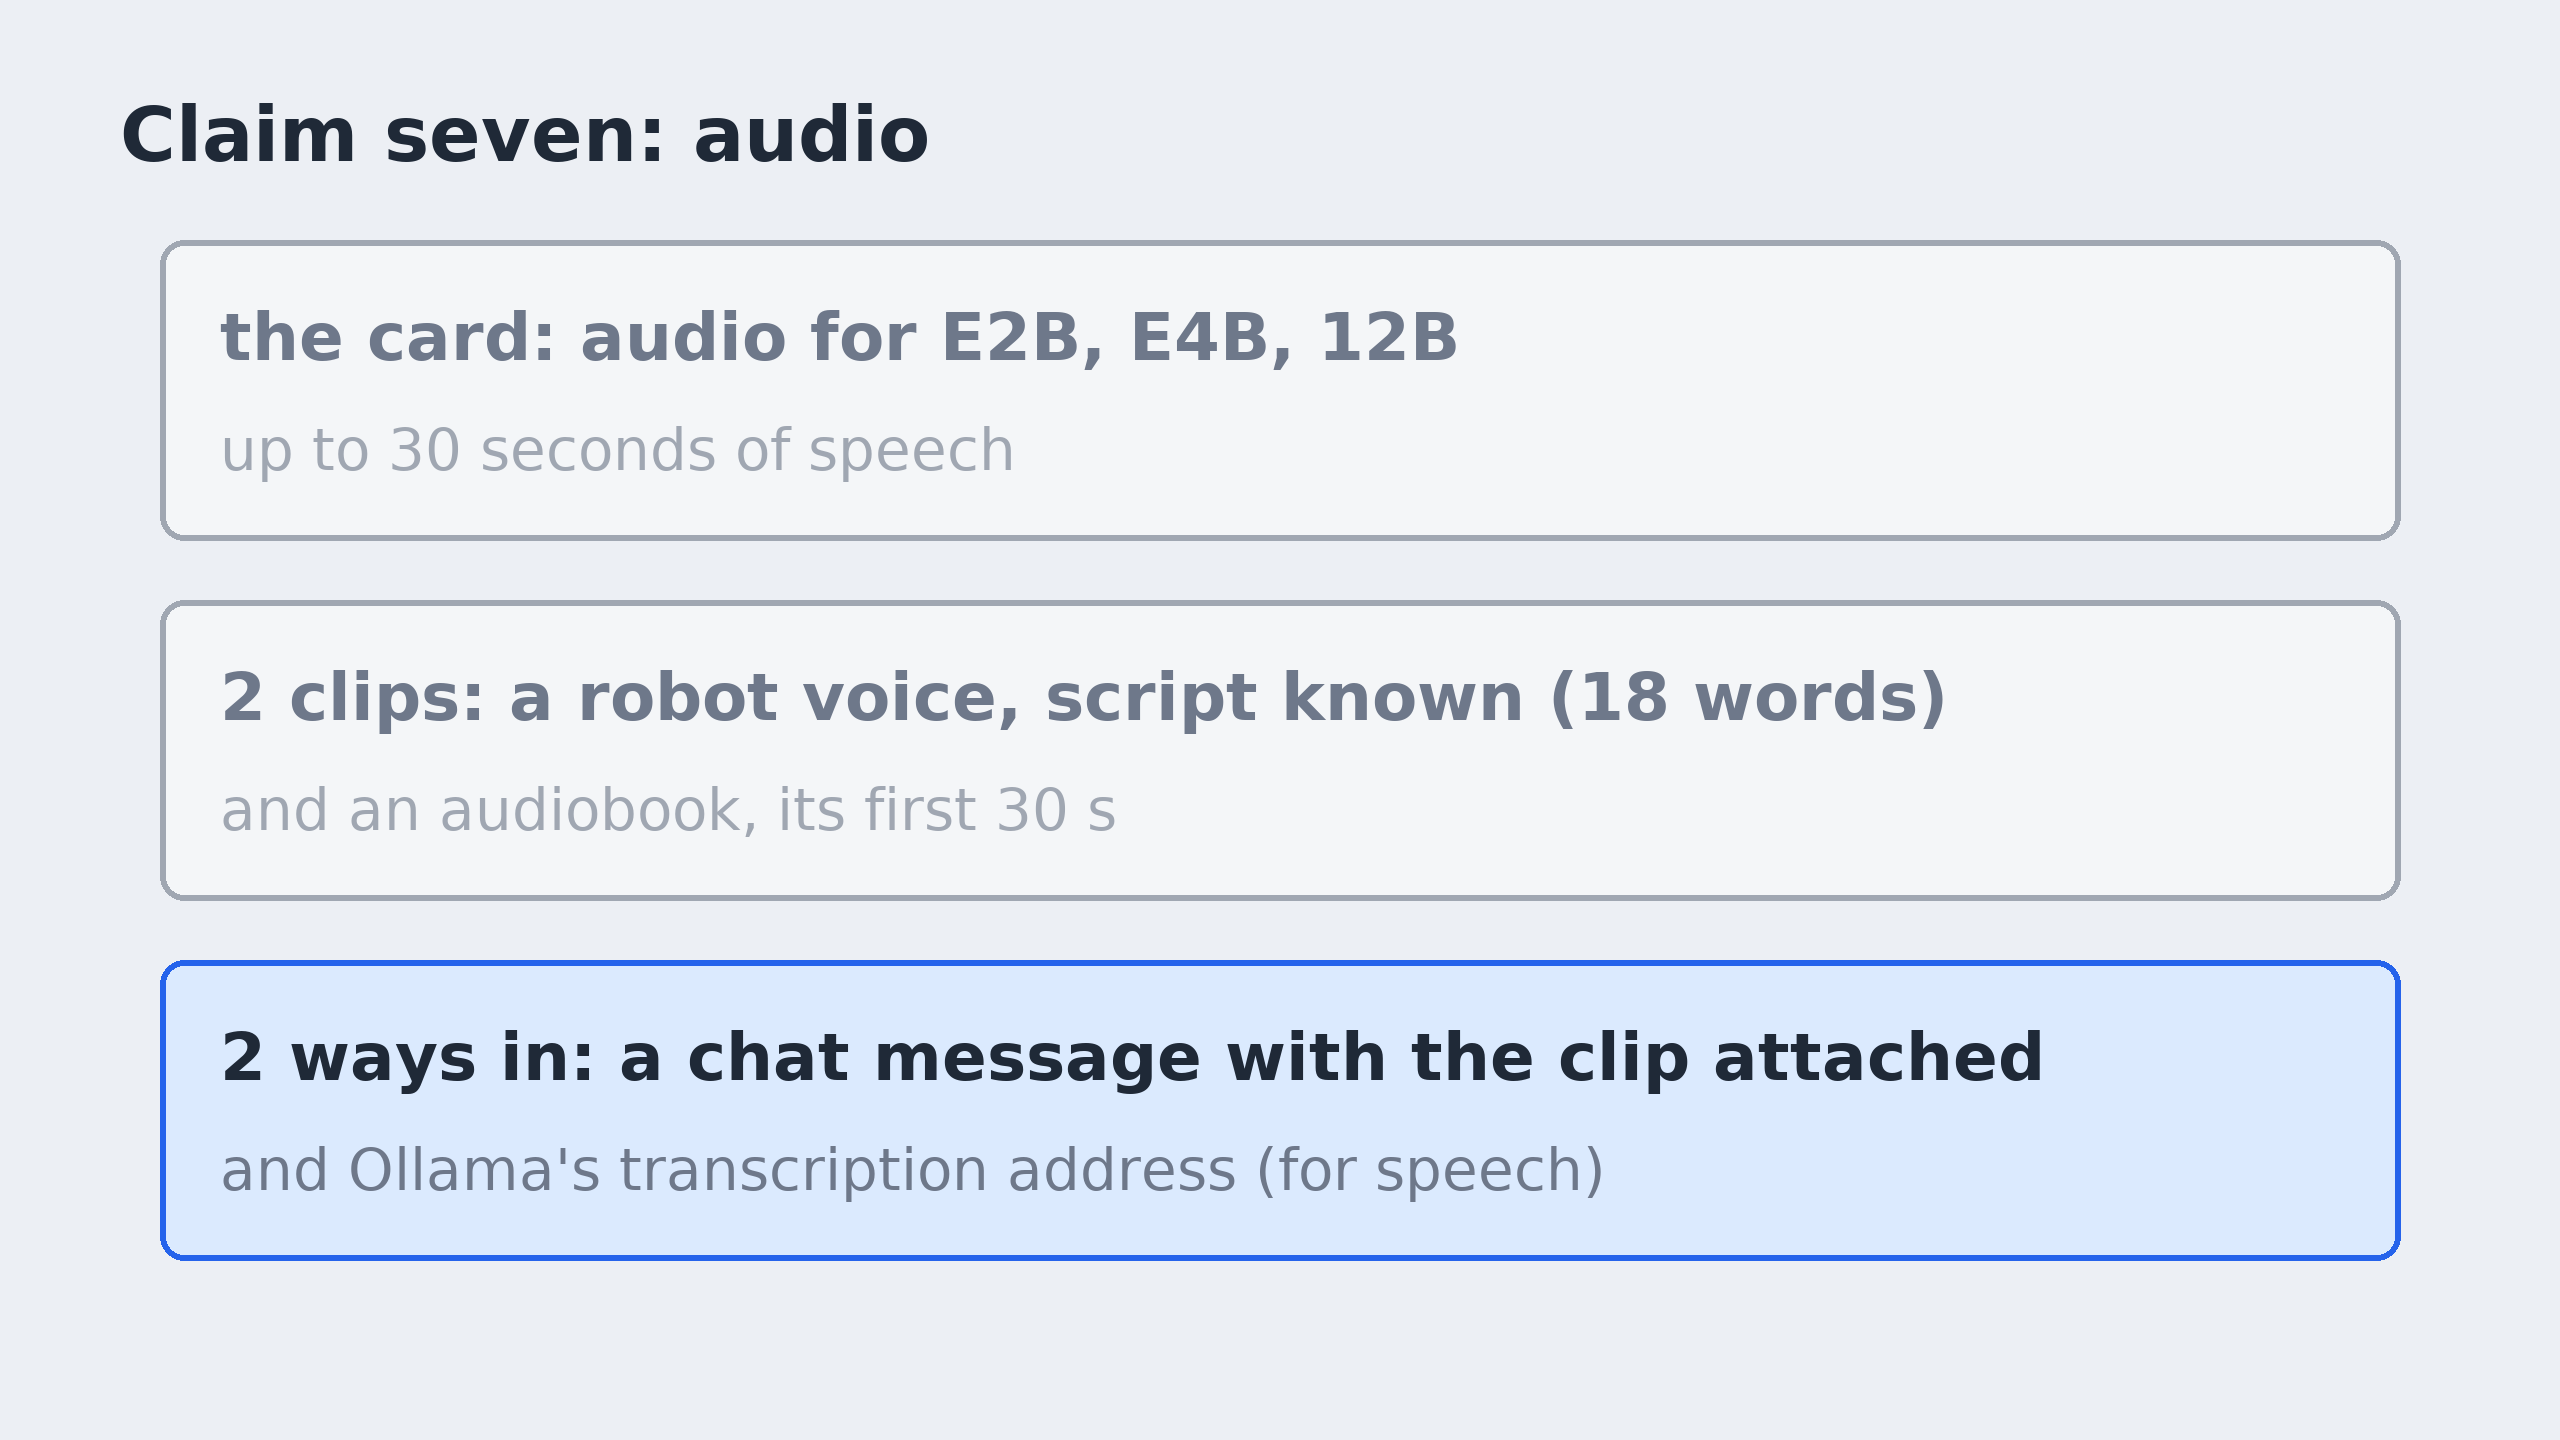 Claim seven: audio
the card: audio for E2B, E4B, 12B
up to 30 seconds of speech
2 clips: a robot voice, script known (18 words)
and an audiobook, its first 30 s
2 ways in: a chat message with the clip attached
and Ollama's transcription address (for speech)